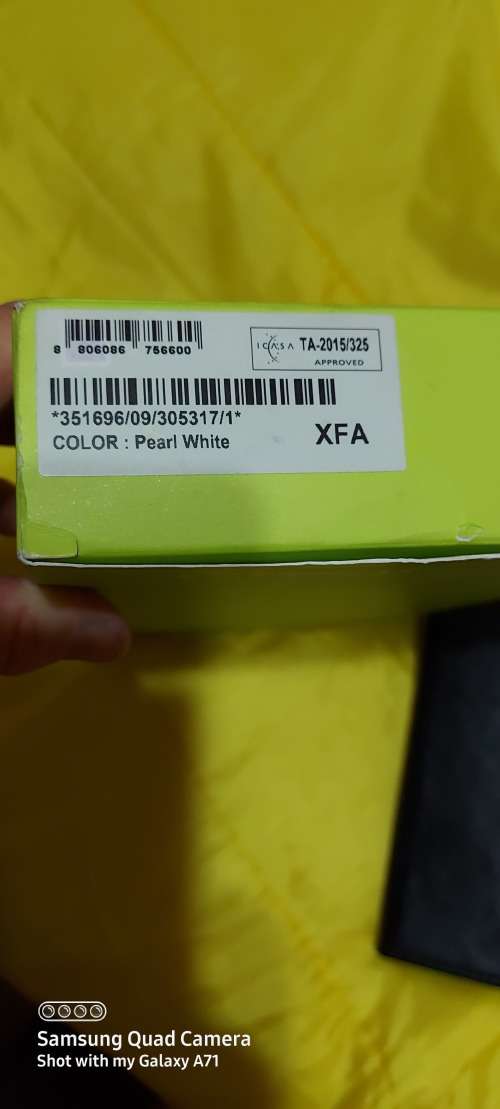 8 806086 756600
ICASA TA-2015/325
APPROVED
*351696/09/305317/1*
COLOR : Pearl White
XFA
Samsung Quad Camera
Shot with my Galaxy A71